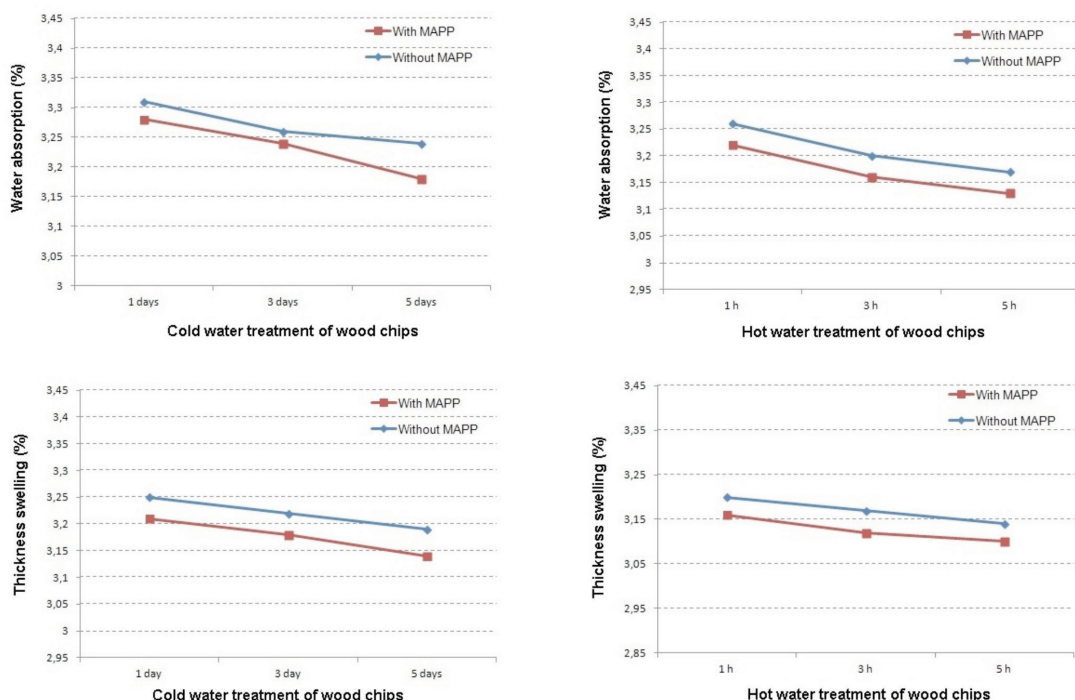 3,45
3,4
3,35
3,3
3,25
3,2
3,15
3,1
3,05
3
Water absorption (%)
With MAPP
Without MAPP
1 days 3 days 5 days
Cold water treatment of wood chips
3,45
3,4
3,35
3,3
3,25
3,2
3,15
3,1
3,05
3
2,95
Water absorption (%)
With MAPP
Without MAPP
1 h 3 h 5 h
Hot water treatment of wood chips
3,45
3,4
3,35
3,3
3,25
3,2
3,15
3,1
3,05
3
2,95
Thickness swelling (%)
With MAPP
Without MAPP
1 day 3 day 5 days
Cold water treatment of wood chips
3,45
3,35
3,25
3,15
3,05
2,95
2,85
Thickness swelling (%)
With MAPP
Without MAPP
1 h 3 h 5 h
Hot water treatment of wood chips